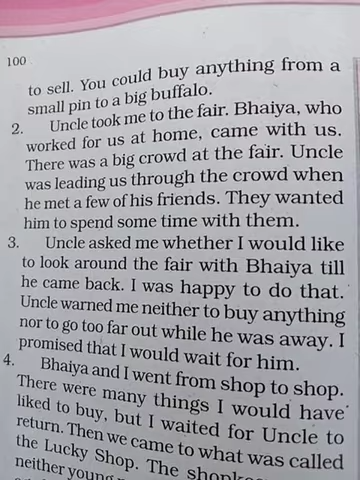 100
to sell. You could buy anything from a
small pin to a big buffalo.
2. Uncle took me to the fair. Bhaiya, who
worked for us at home, came with us.
There was a big crowd at the fair. Uncle
was leading us through the crowd when
he met a few of his friends. They wanted
him to spend some time with them.
3. Uncle asked me whether I would like
to look around the fair with Bhaiya till
he came back. I was happy to do that.
Uncle warned me neither to buy anything
nor to go too far out while he was away. I
promised that I would wait for him.
4. Bhaiya and I went from shop to shop.
There were many things I would have
liked to buy, but I waited for Uncle to
return. Then we came to what was called
the Lucky Shop. The
neither young